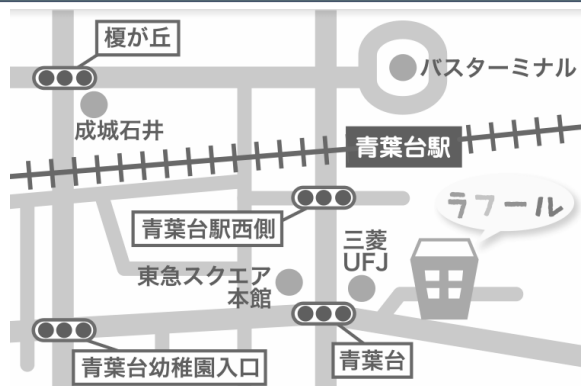 榎が丘
バスターミナル
成城石井
青葉台駅
ラフール
青葉台駅西側
三菱
UFJ
東急スクエア
本館
青葉台
青葉台幼稚園入口